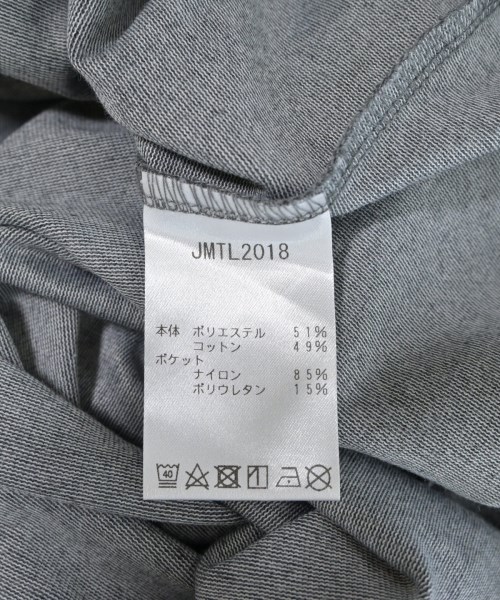 JMTL2018
本体 ポリエステル 51%
コットン 49%
ポケット
ナイロン 85%
ポリウレタン 15%
40